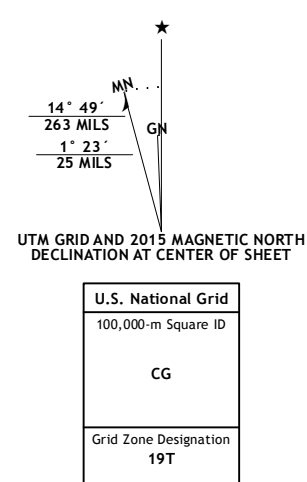 ★
MN
14° 49´
263 MILS
GN
1° 23´
25 MILS
UTM GRID AND 2015 MAGNETIC NORTH
DECLINATION AT CENTER OF SHEET
U.S. National Grid
100,000-m Square ID
CG
Grid Zone Designation
19T